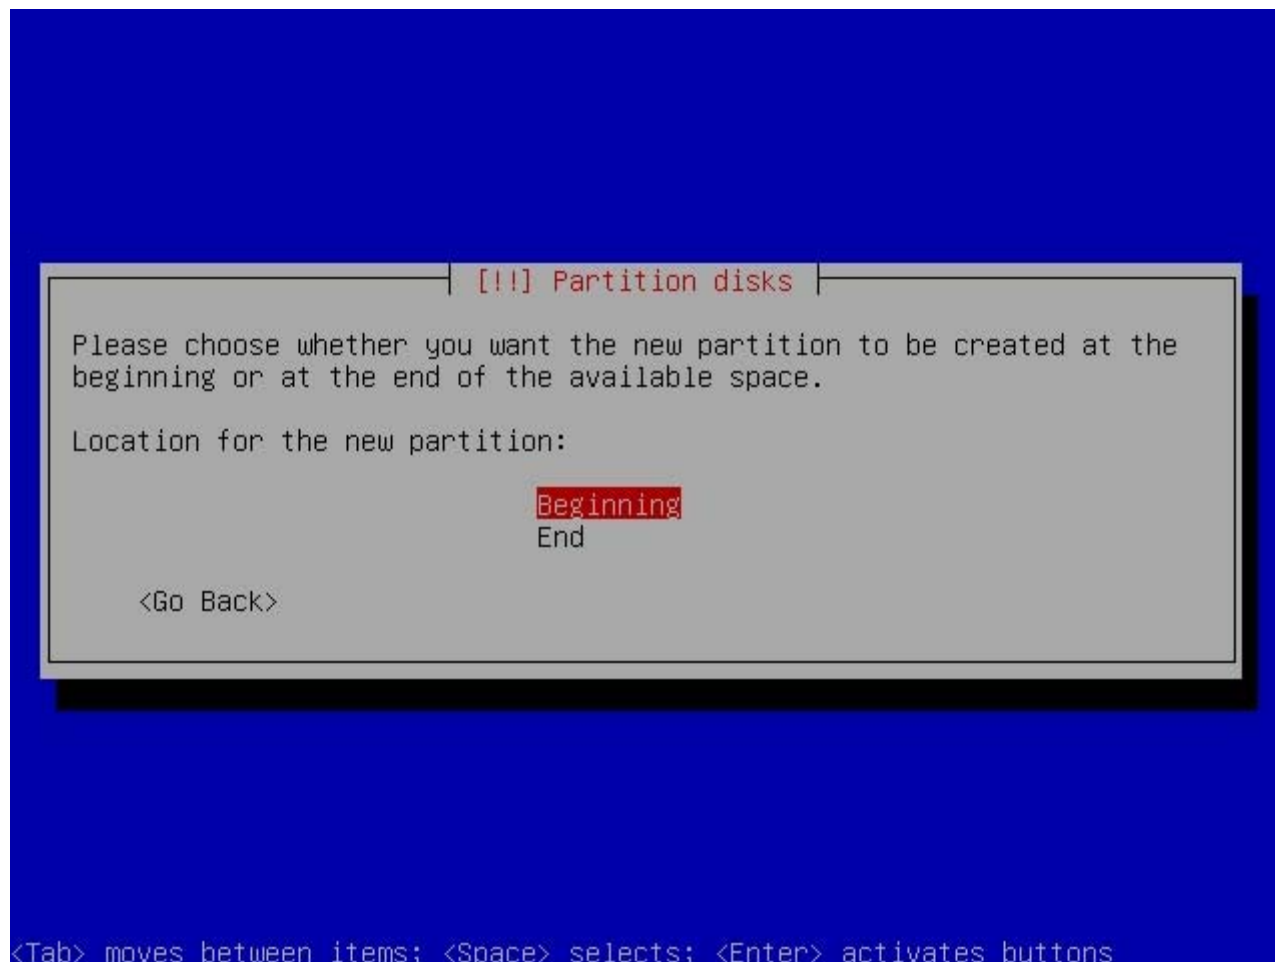 [!!] Partition disks
Please choose whether you want the new partition to be created at the
beginning or at the end of the available space.
Location for the new partition:
Beginning
End
<Go Back>
<Tab> moves between items; <Space> selects; <Enter> activates buttons